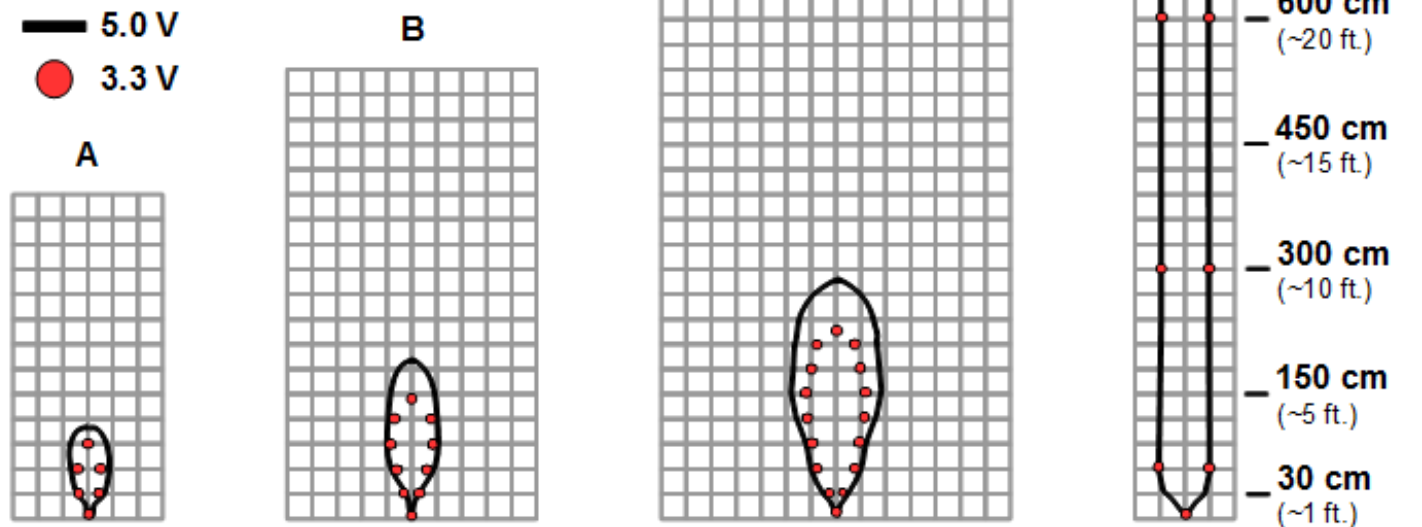 5.0 V
3.3 V
A
B
600 cm
(~20 ft.)
450 cm
(~15 ft.)
300 cm
(~10 ft.)
150 cm
(~5 ft.)
30 cm
(~1 ft.)